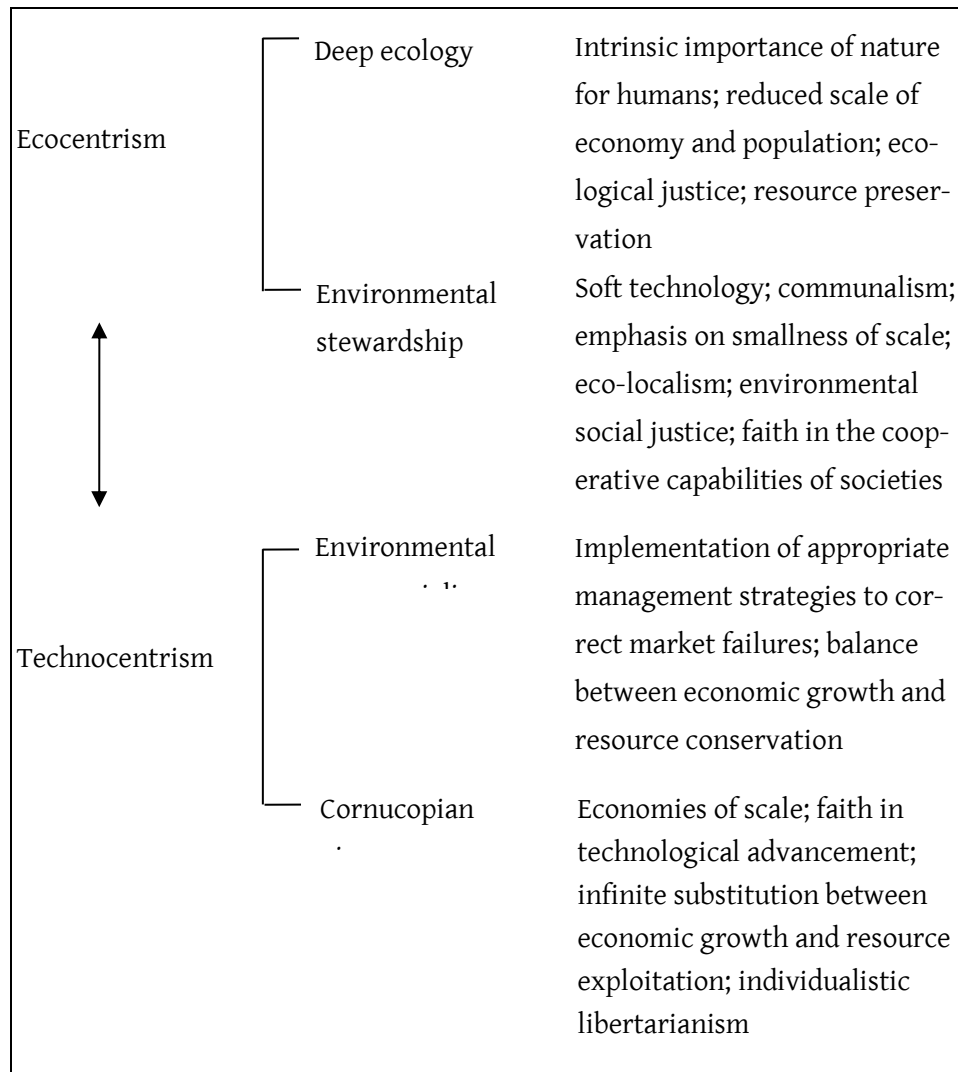 Deep ecology
Intrinsic importance of nature
for humans; reduced scale of
Ecocentrism
economy and population; eco-
logical justice; resource preser-
vation
Environmental
stewardship
Soft technology; communalism;
emphasis on smallness of scale;
eco-localism; environmental
social justice; faith in the coop-
erative capabilities of societies
Environmental
Implementation of appropriate
management strategies to cor-
Technocentrism
rect market failures; balance
between economic growth and
resource conservation
Cornucopian
Economies of scale; faith in
technological advancement;
infinite substitution between
economic growth and resource
exploitation; individualistic
libertarianism